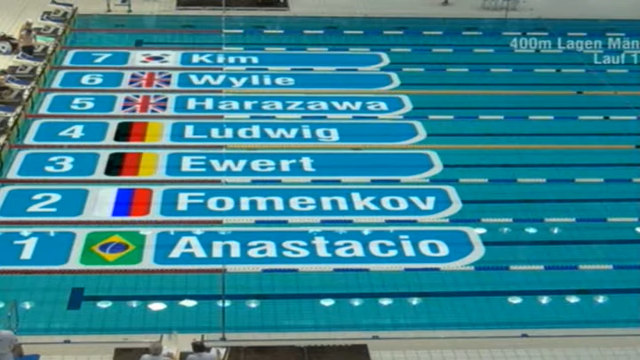 400m Lagen Män
Lauf 1
7 Kim
6 Wylie
5 Harazawa
4 Ludwig
3 Ewert
2 Fomenkov
1 Anastacio